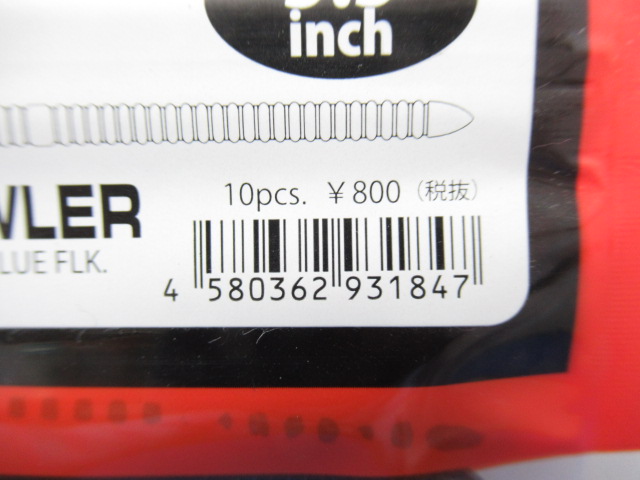 inch
10pcs. ¥800（税抜）
WLER
LUE FLK.
4 580362 931847